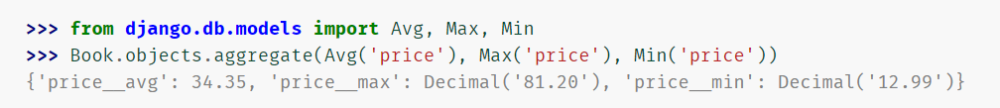 >>> from django.db.models import Avg, Max, Min
>>> Book.objects.aggregate(Avg('price'), Max('price'), Min('price'))
{'price__avg': 34.35, 'price__max': Decimal('81.20'), 'price__min': Decimal('12.99')}